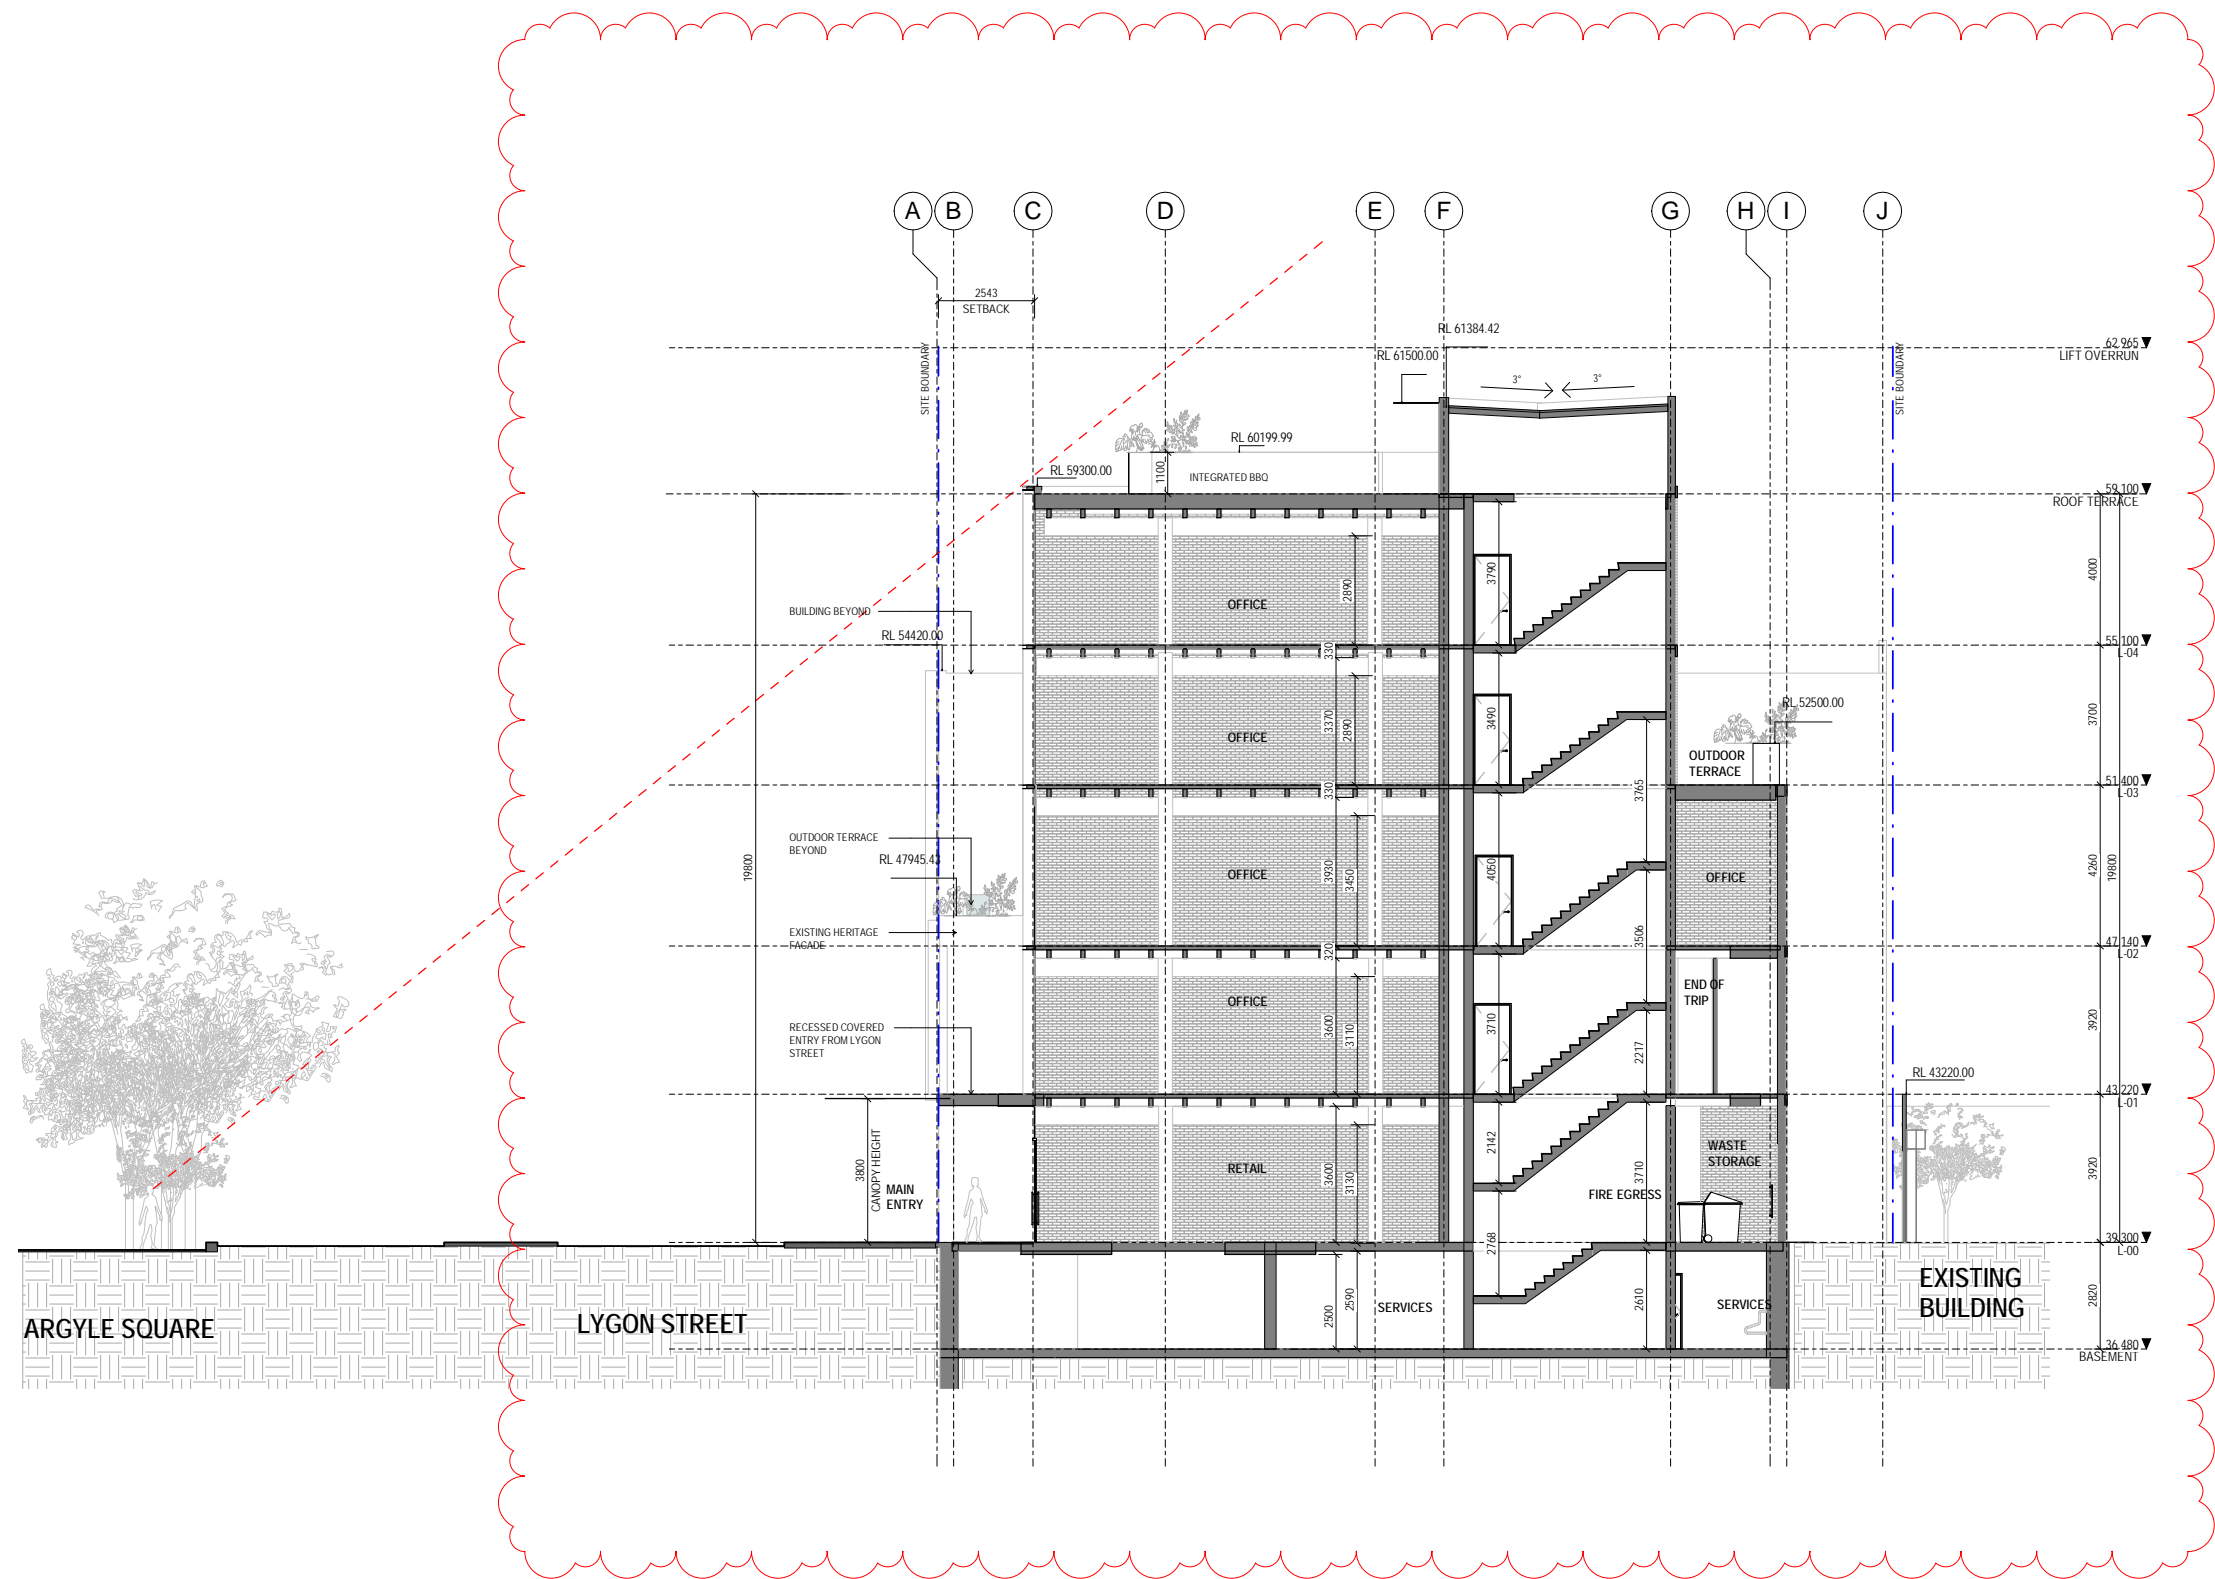 A B C D E F G H I J
2543
SETBACK
SITE BOUNDARY
SITE BOUNDARY
RL 61384.42
RL 61500.00
62.965
LIFT OVERRUN
3° 3°
RL 60199.99
RL 59300.00
1100
INTEGRATED BBQ
59.100
ROOF TERRACE
4000
3790
2890
OFFICE
BUILDING BEYOND
RL 54420.00
55.100
L-04
330
3700
3490
3370
2890
OFFICE
RL 52500.00
OUTDOOR
TERRACE
51.400
L-03
330
3765
OUTDOOR TERRACE
BEYOND
RL 47945.43
19800
3930
3450
4050
OFFICE
OFFICE
4260
19800
EXISTING HERITAGE
FACADE
3506
47.140
L-02
320
OFFICE
END OF
TRIP
RECESSED COVERED
ENTRY FROM LYGON
STREET
3600
3110
3710
2217
3920
RL 43220.00
43.220
L-01
3800
CANOPY HEIGHT
MAIN
ENTRY
RETAIL
3600
3130
2142
3710
WASTE
STORAGE
FIRE EGRESS
3920
2768
39.300
L-00
ARGYLE SQUARE
LYGON STREET
2500
2590
SERVICES
2610
SERVICES
EXISTING
BUILDING
2820
36.480
BASEMENT